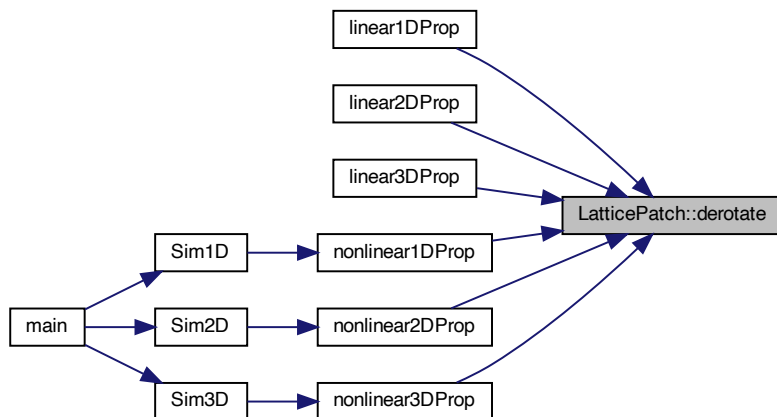 linear1DProp
linear2DProp
linear3DProp
LatticePatch::derotate
Sim1D
nonlinear1DProp
main
Sim2D
nonlinear2DProp
Sim3D
nonlinear3DProp